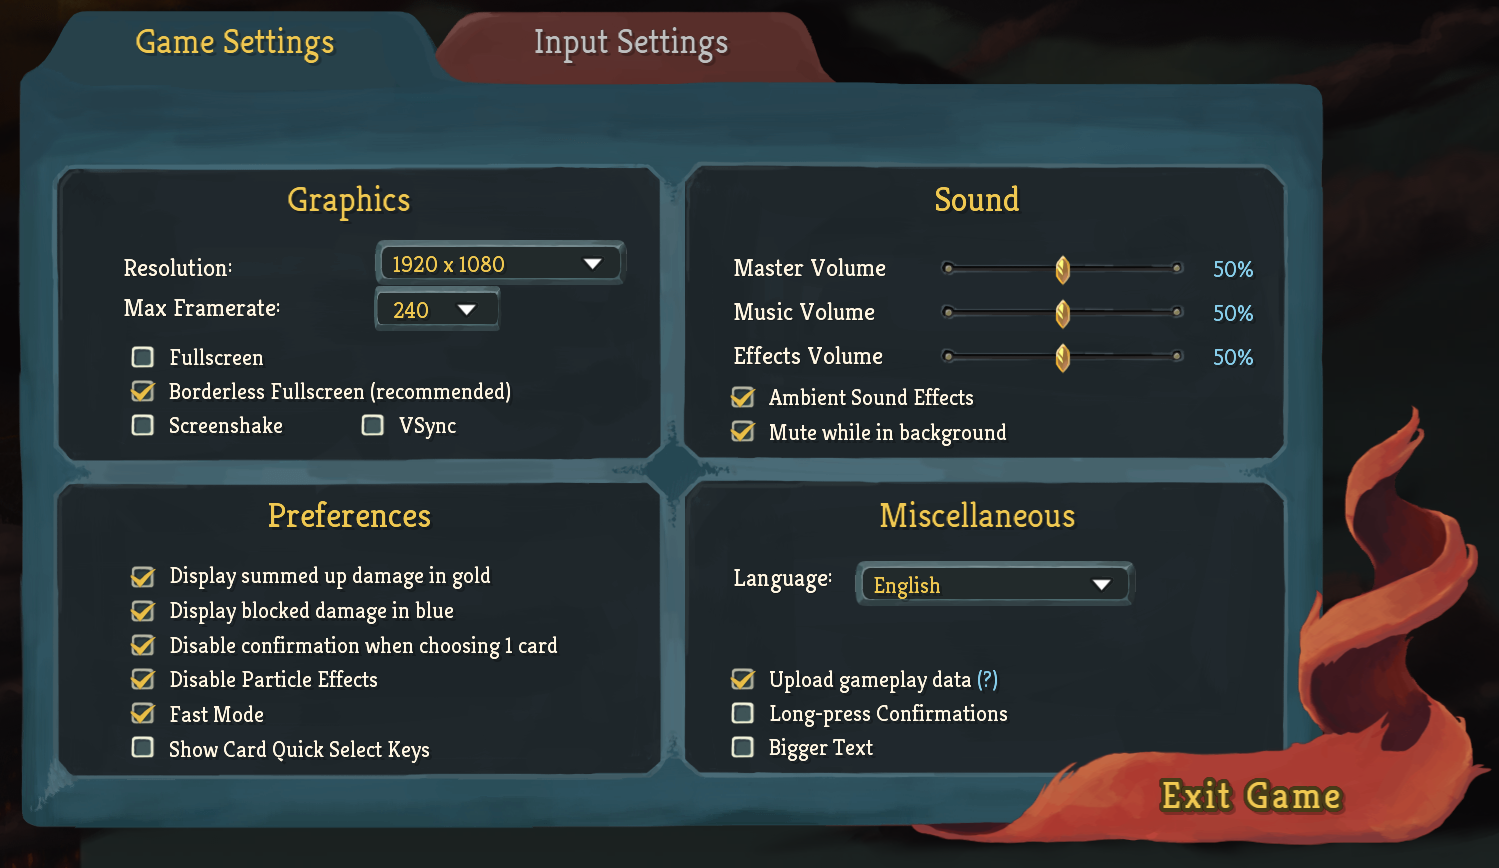 Game Settings
Input Settings
Graphics
Resolution:
1920 x 1080
Max Framerate:
240
Fullscreen
Borderless Fullscreen (recommended)
Screenshake
VSync
Sound
Master Volume
50%
Music Volume
50%
Effects Volume
50%
Ambient Sound Effects
Mute while in background
Preferences
Display summed up damage in gold
Display blocked damage in blue
Disable confirmation when choosing 1 card
Disable Particle Effects
Fast Mode
Show Card Quick Select Keys
Miscellaneous
Language:
English
Upload gameplay data (?)
Long-press Confirmations
Bigger Text
Exit Game